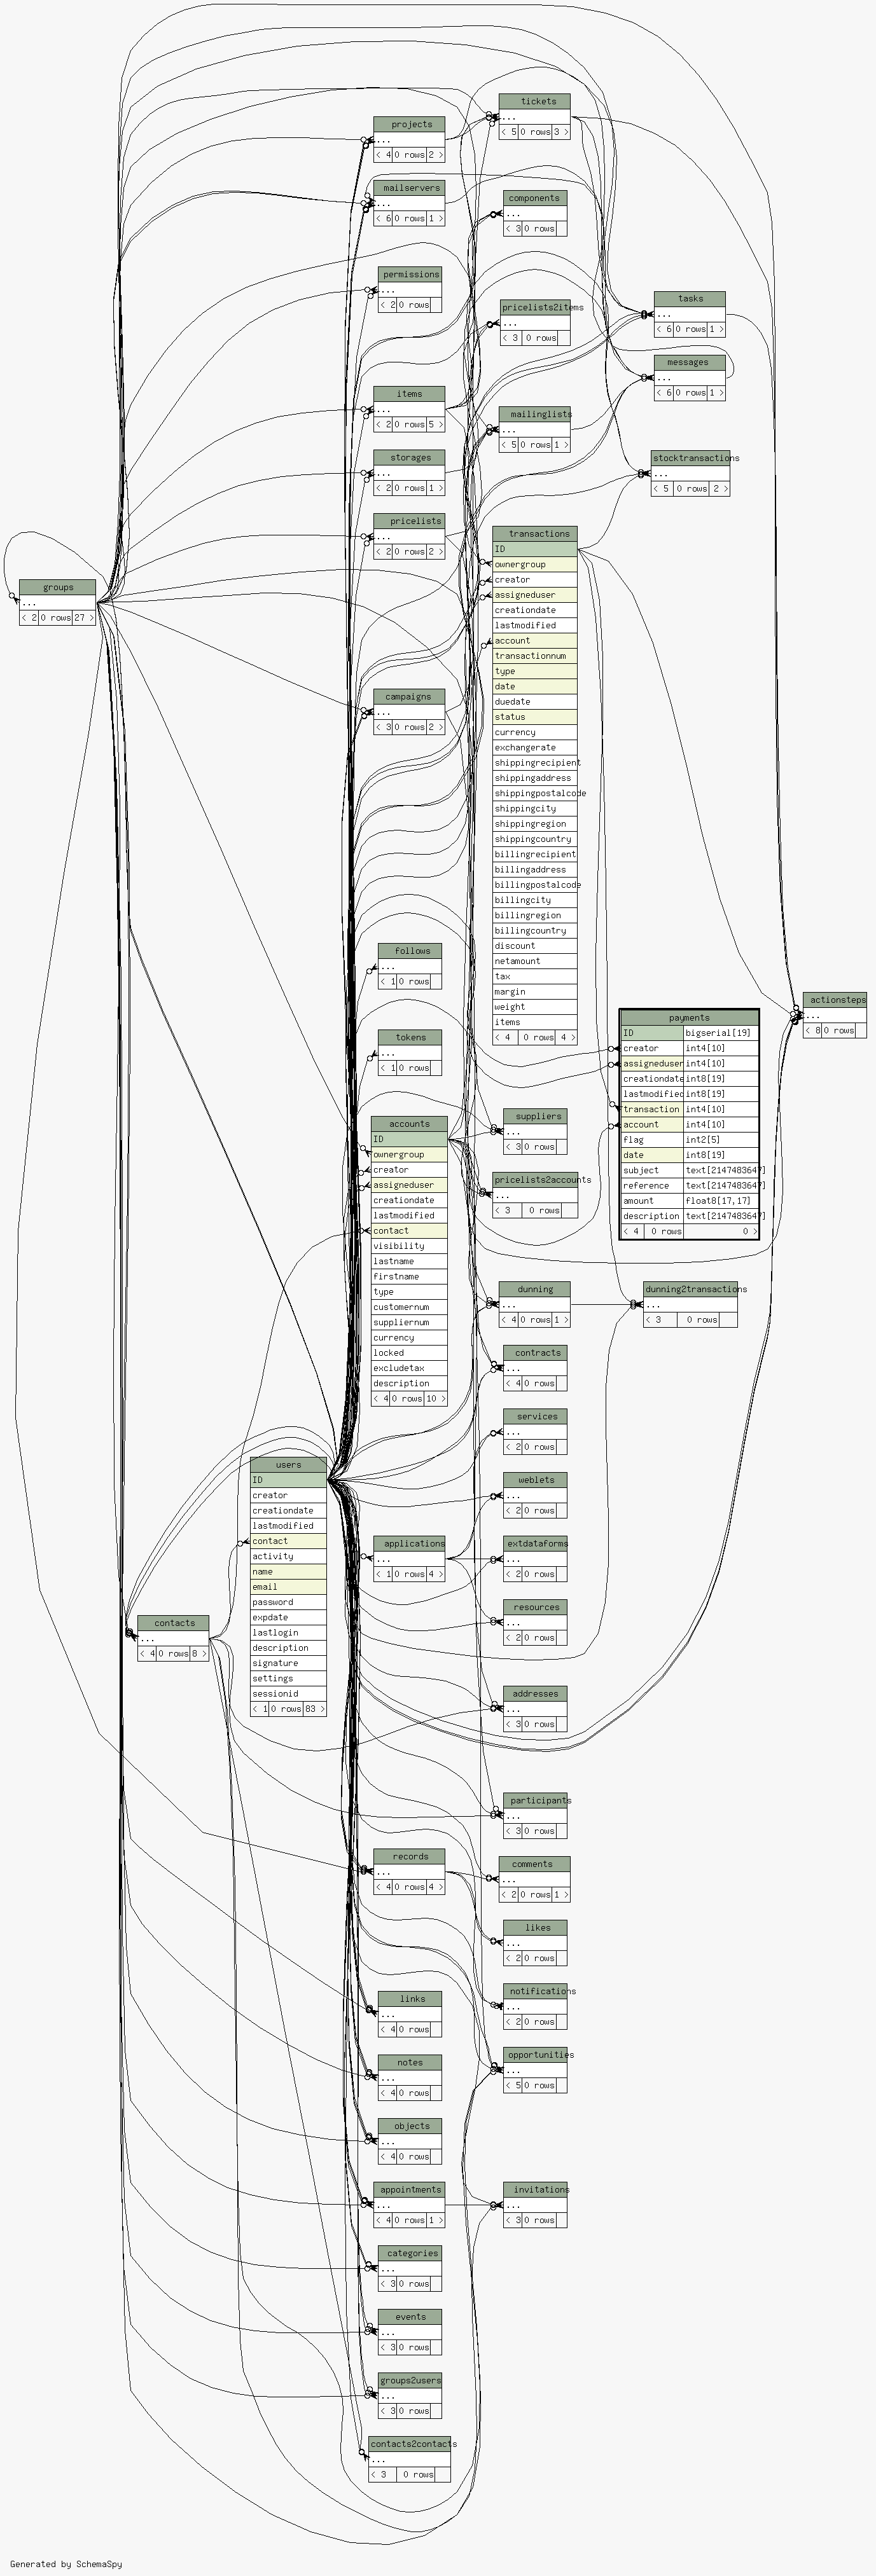 tickets
...
< 5 0 rows 3 >
projects
...
< 4 0 rows 2 >
mailservers
...
< 6 0 rows 1 >
components
...
< 3 0 rows
permissions
...
< 2 0 rows
tasks
...
< 6 0 rows 1 >
pricelists2items
...
< 3 0 rows
messages
...
< 6 0 rows 1 >
items
...
< 2 0 rows 5 >
mailinglists
...
< 5 0 rows 1 >
storages
...
< 2 0 rows 1 >
stocktransactions
...
< 5 0 rows 2 >
pricelists
...
< 2 0 rows 2 >
groups
...
< 2 0 rows 27 >
transactions
ID
ownergroup
creator
assigneduser
creationdate
lastmodified
account
transactionnum
type
date
duedate
status
currency
exchangerate
shippingrecipient
shippingaddress
shippingpostalcode
shippingcity
shippingregion
shippingcountry
billingrecipient
billingaddress
billingpostalcode
billingcity
billingregion
billingcountry
discount
netamount
tax
margin
weight
items
< 4 0 rows 4 >
campaigns
...
< 3 0 rows 2 >
follows
...
< 1 0 rows
actionsteps
...
< 8 0 rows
payments
ID bigserial[19]
creator int4[10]
assigneduser int4[10]
creationdate int8[19]
lastmodified int8[19]
transaction int4[10]
account int4[10]
flag int2[5]
date int8[19]
subject text[2147483647]
reference text[2147483647]
amount float8[17,17]
description text[2147483647]
< 4 0 rows 0 >
tokens
...
< 1 0 rows
suppliers
...
< 3 0 rows
accounts
ID
ownergroup
creator
assigneduser
creationdate
lastmodified
contact
visibility
lastname
firstname
type
customernum
suppliernum
currency
locked
excludetax
description
< 4 0 rows 10 >
pricelists2accounts
...
< 3 0 rows
dunning
...
< 4 0 rows 1 >
dunning2transactions
...
< 3 0 rows
contracts
...
< 4 0 rows
services
...
< 2 0 rows
users
ID
creator
creationdate
lastmodified
contact
activity
name
email
password
expdate
lastlogin
description
signature
settings
sessionid
< 1 0 rows 83 >
weblets
...
< 2 0 rows
applications
...
< 1 0 rows 4 >
extdataforms
...
< 2 0 rows
resources
...
< 2 0 rows
contacts
...
< 4 0 rows 8 >
addresses
...
< 3 0 rows
participants
...
< 3 0 rows
records
...
< 4 0 rows 4 >
comments
...
< 2 0 rows 1 >
likes
...
< 2 0 rows
notifications
...
< 2 0 rows
links
...
< 4 0 rows
opportunities
...
< 5 0 rows
notes
...
< 4 0 rows
objects
...
< 4 0 rows
appointments
...
< 4 0 rows 1 >
invitations
...
< 3 0 rows
categories
...
< 3 0 rows
events
...
< 3 0 rows
groups2users
...
< 3 0 rows
contacts2contacts
...
< 3 0 rows
Generated by SchemaSpy